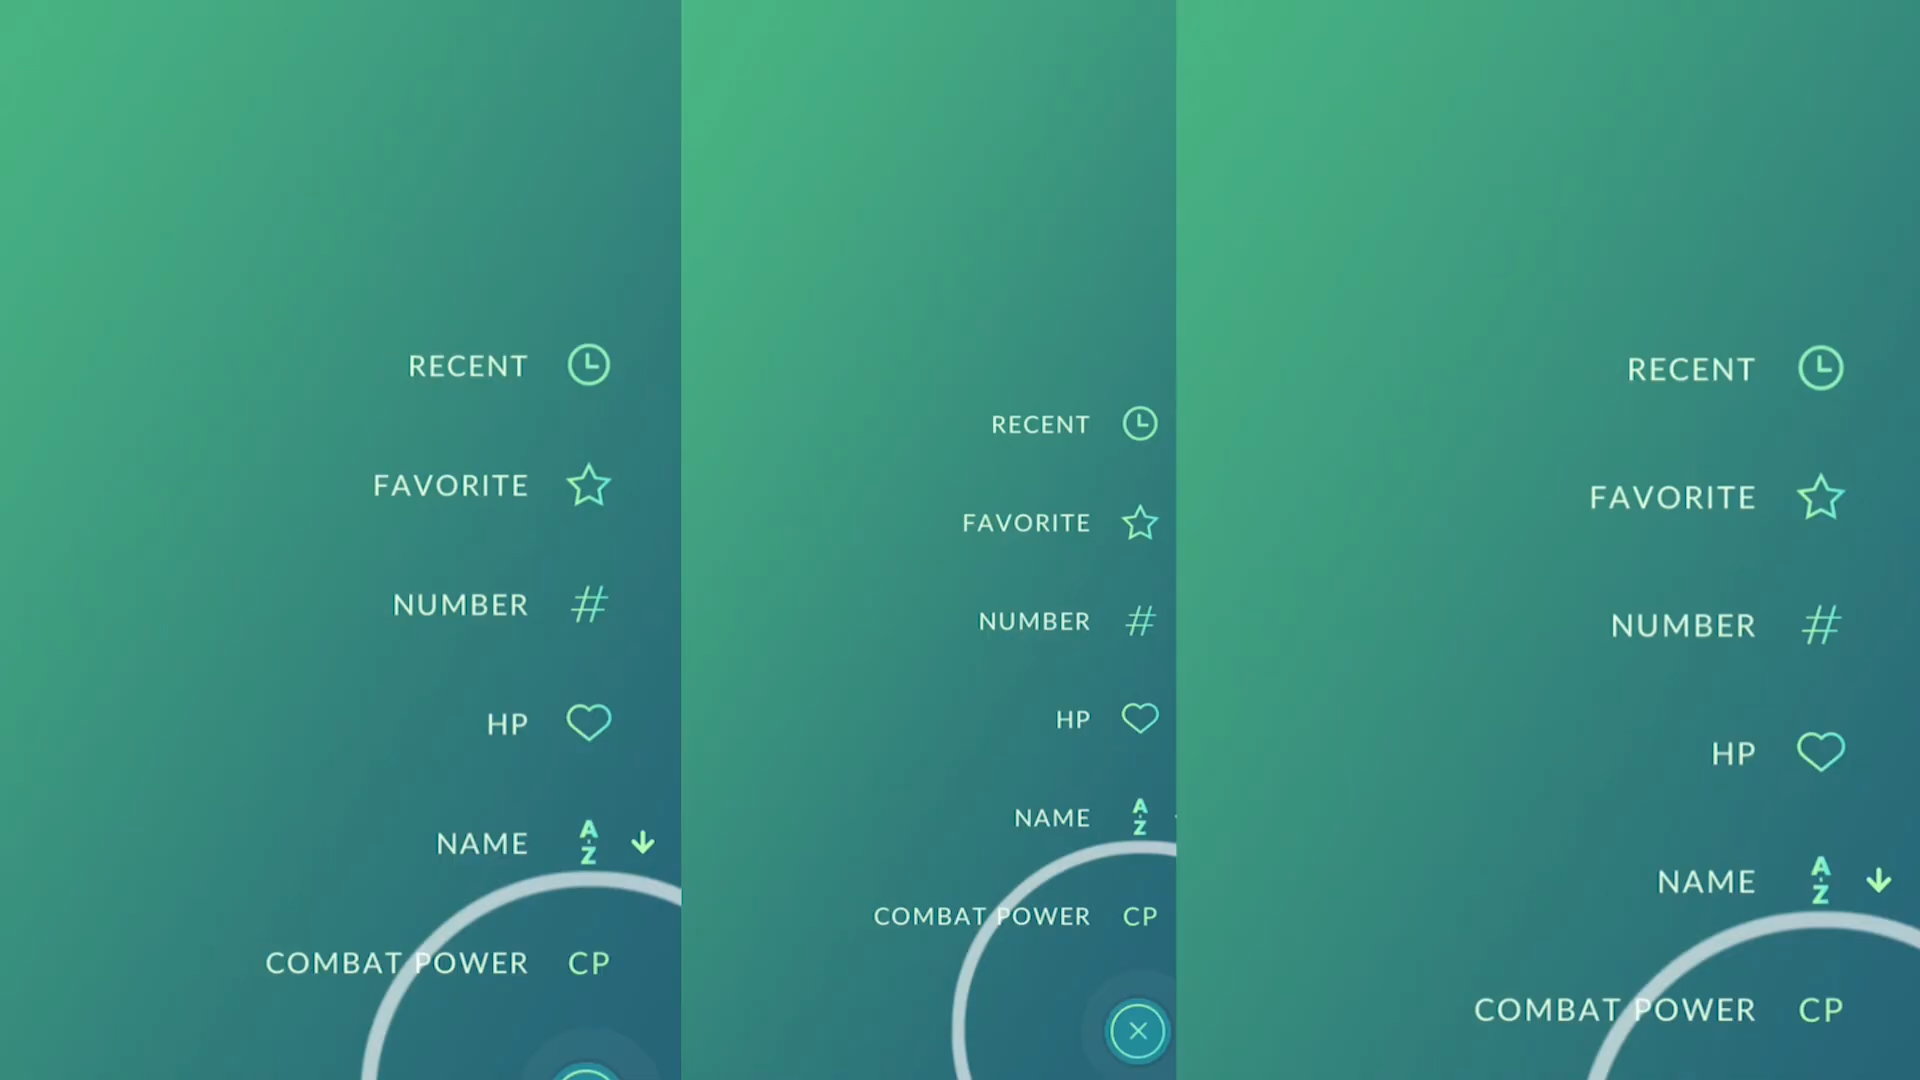 RECENT
FAVORITE
NUMBER #
HP
NAME A-Z
COMBAT POWER CP
RECENT
FAVORITE
NUMBER #
HP
NAME A-Z
COMBAT POWER CP
RECENT
FAVORITE
NUMBER #
HP
NAME A-Z
COMBAT POWER CP